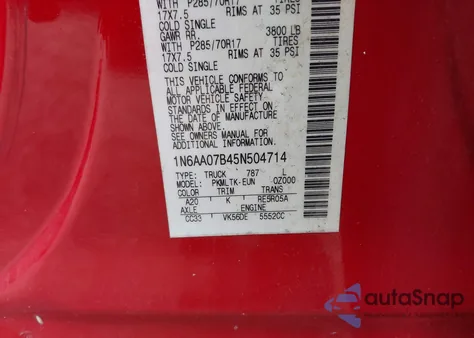 WITH P285/70R17 TIRES
17X7.5 RIMS AT 35 PSI
COLD SINGLE
GAWR RR. 3800 LB
WITH P285/70R17 TIRES
17X7.5 RIMS AT 35 PSI
COLD SINGLE
THIS VEHICLE CONFORMS TO
ALL APPLICABLE FEDERAL
MOTOR VEHICLE SAFETY
STANDARDS IN EFFECT ON
THE DATE OF MANUFACTURE
SHOWN ABOVE.
ADDITIONAL INFORMATION:
SEE OWNERS MANUAL
1N6AA07B45N504714
TYPE: TRUCK 787 L
MODEL: PKMLTK-EUN 0Z000
COLOR TRIM TRANS
A20 K RE5R05A
AXLE ENGINE
CC33 VK56DE 5552CC
autoSnap